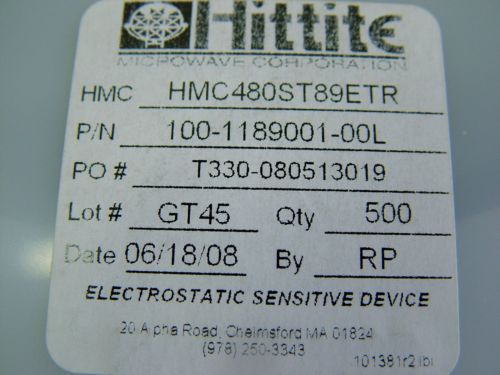 Hittite
MICROWAVE CORPORATION
HMC HMC480ST89ETR
P/N 100-1189001-00L
PO # T330-080513019
Lot # GT45 Qty 500
Date 06/18/08 By RP
ELECTROSTATIC SENSITIVE DEVICE
20 Alpha Road, Chelmsford MA 01824
(978) 250-3343
101381r2.lbl